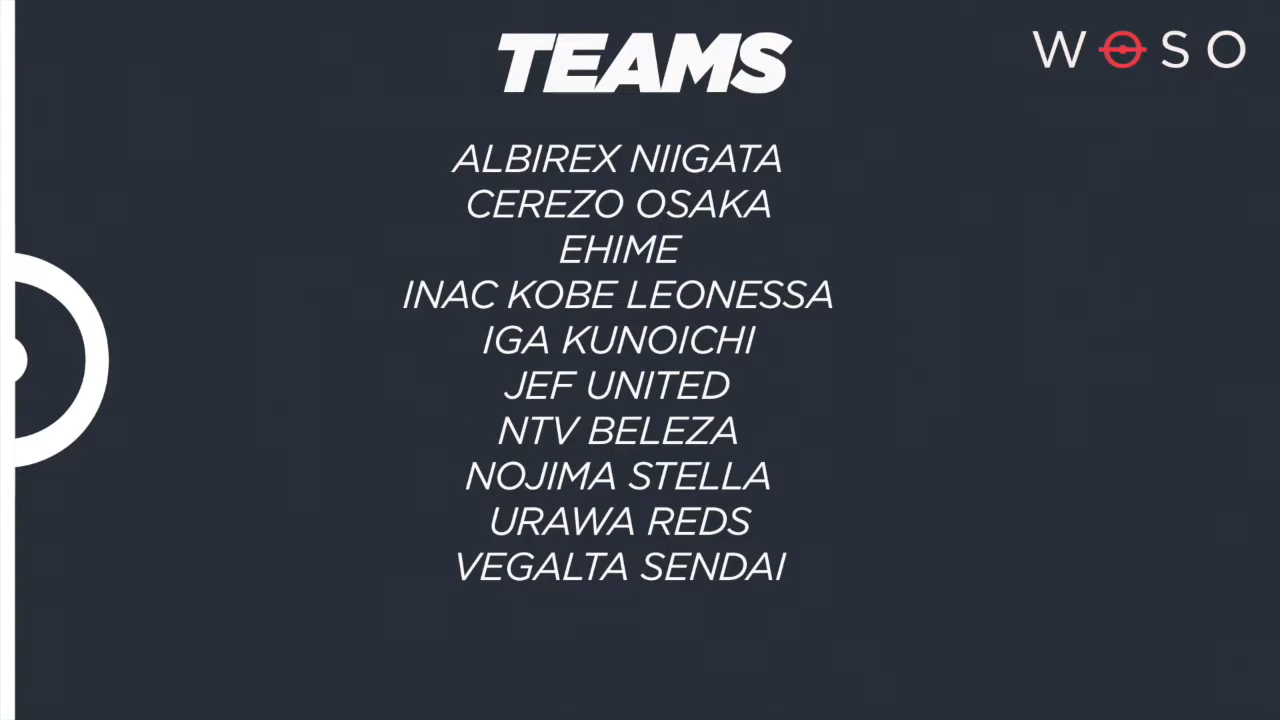 TEAMS
WOSO
ALBIREX NIIGATA
CEREZO OSAKA
EHIME
INAC KOBE LEONESSA
IGA KUNOICHI
JEF UNITED
NTV BELEZA
NOJIMA STELLA
URAWA REDS
VEGALTA SENDAI